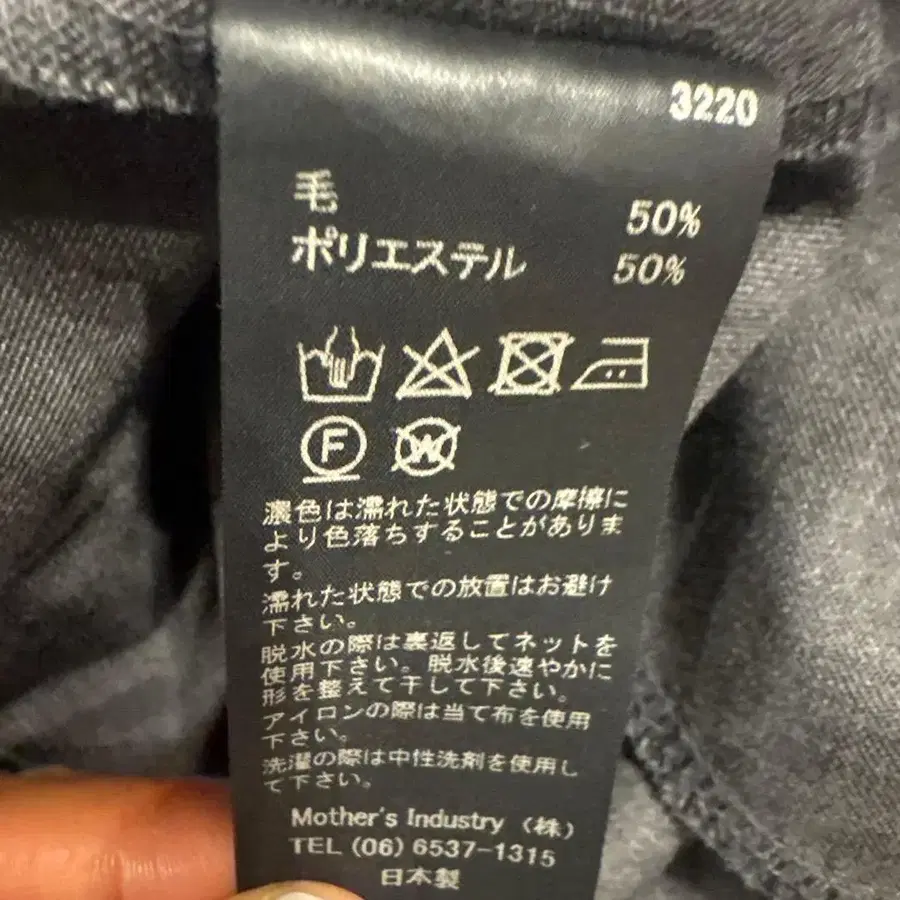 3220
毛 50%
ポリエステル 50%
F W
濃色は濡れた状態での摩擦に
より色落ちすることがありま
す。
濡れた状態での放置はお避け
下さい。
脱水の際は裏返してネットを
使用下さい。脱水後速やかに
形を整えて干して下さい。
アイロンの際は当て布を使用
下さい。
洗濯の際は中性洗剤を使用し
て下さい。
Mother's Industry (株)
TEL (06) 6537-1315
日本製